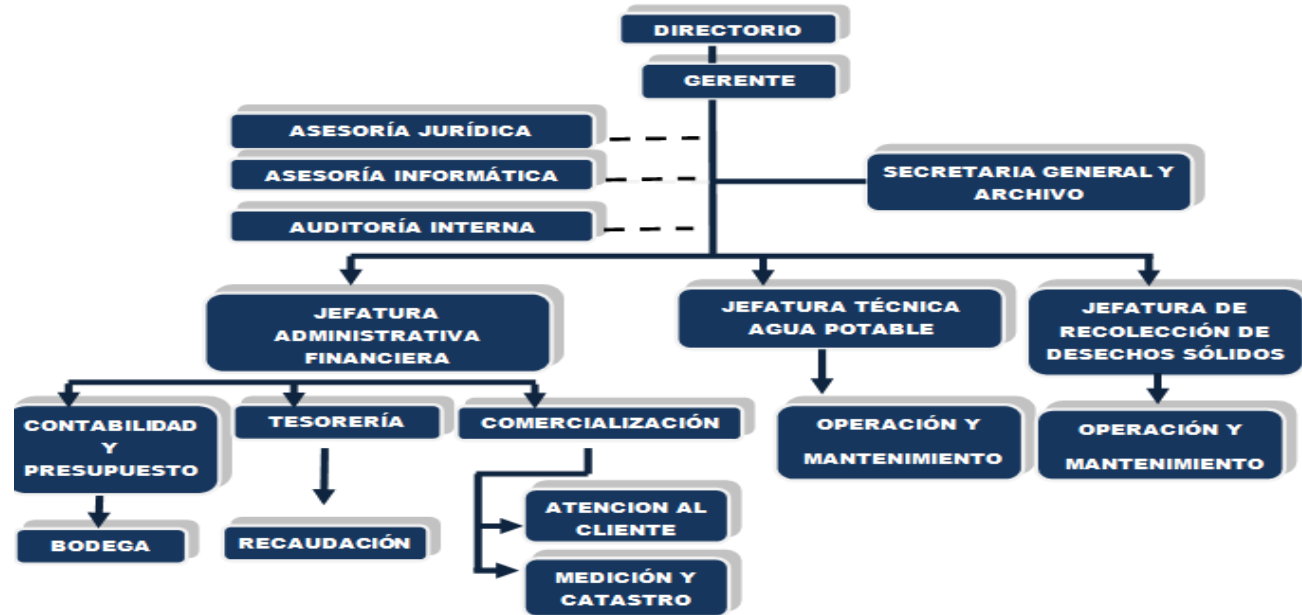 DIRECTORIO
GERENTE
ASESORÍA JURÍDICA
ASESORÍA INFORMÁTICA
AUDITORÍA INTERNA
SECRETARIA GENERAL Y
ARCHIVO
JEFATURA
ADMINISTRATIVA
FINANCIERA
JEFATURA TÉCNICA
AGUA POTABLE
JEFATURA DE
RECOLECCIÓN DE
DESECHOS SÓLIDOS
CONTABILIDAD
Y
PRESUPUESTO
TESORERÍA
COMERCIALIZACIÓN
OPERACIÓN Y
MANTENIMIENTO
OPERACIÓN Y
MANTENIMIENTO
BODEGA
RECAUDACIÓN
ATENCION AL
CLIENTE
MEDICIÓN Y
CATASTRO